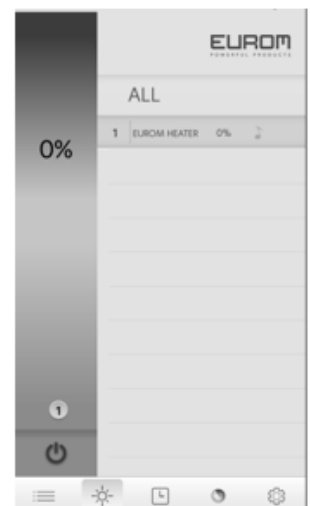 EUROM
POWERFUL PRODUCTS
ALL
1 EUROM HEATER 0%
0%
1